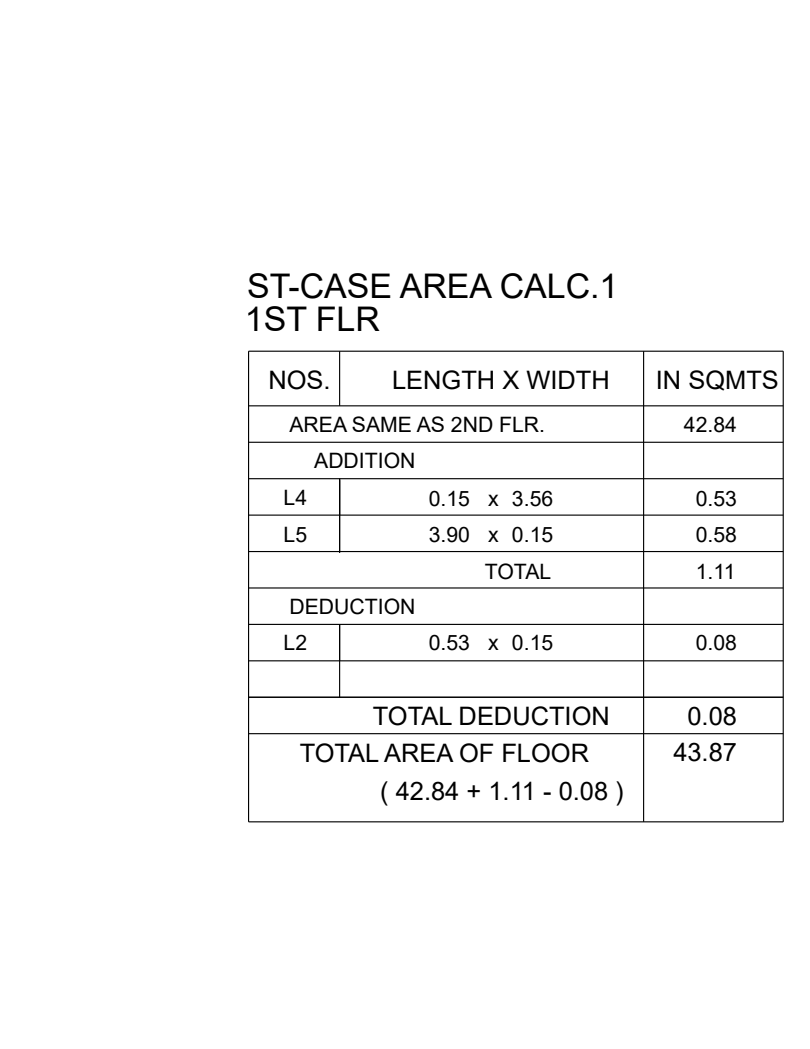 ST-CASE AREA CALC.1
1ST FLR
NOS. LENGTH X WIDTH IN SQMTS
AREA SAME AS 2ND FLR. 42.84
ADDITION
L4 0.15 x 3.56 0.53
L5 3.90 x 0.15 0.58
TOTAL 1.11
DEDUCTION
L2 0.53 x 0.15 0.08
TOTAL DEDUCTION 0.08
TOTAL AREA OF FLOOR 43.87
( 42.84 + 1.11 - 0.08 )